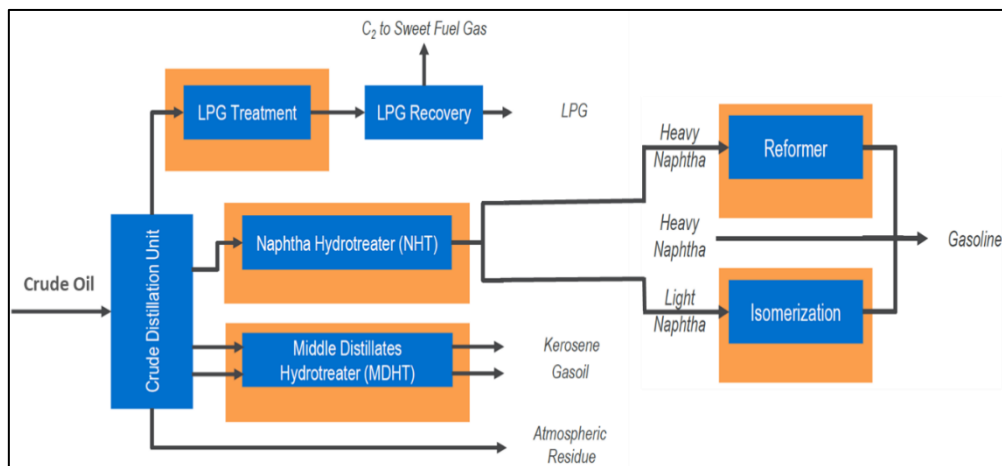 C₂ to Sweet Fuel Gas
LPG Treatment
LPG Recovery
LPG
Heavy
Naphtha
Reformer
Naphtha Hydrotreater (NHT)
Heavy
Naphtha
Gasoline
Crude Oil
Crude Distillation Unit
Light
Naphtha
Isomerization
Middle Distillates
Hydrotreater (MDHT)
Kerosene
Gasoil
Atmospheric
Residue